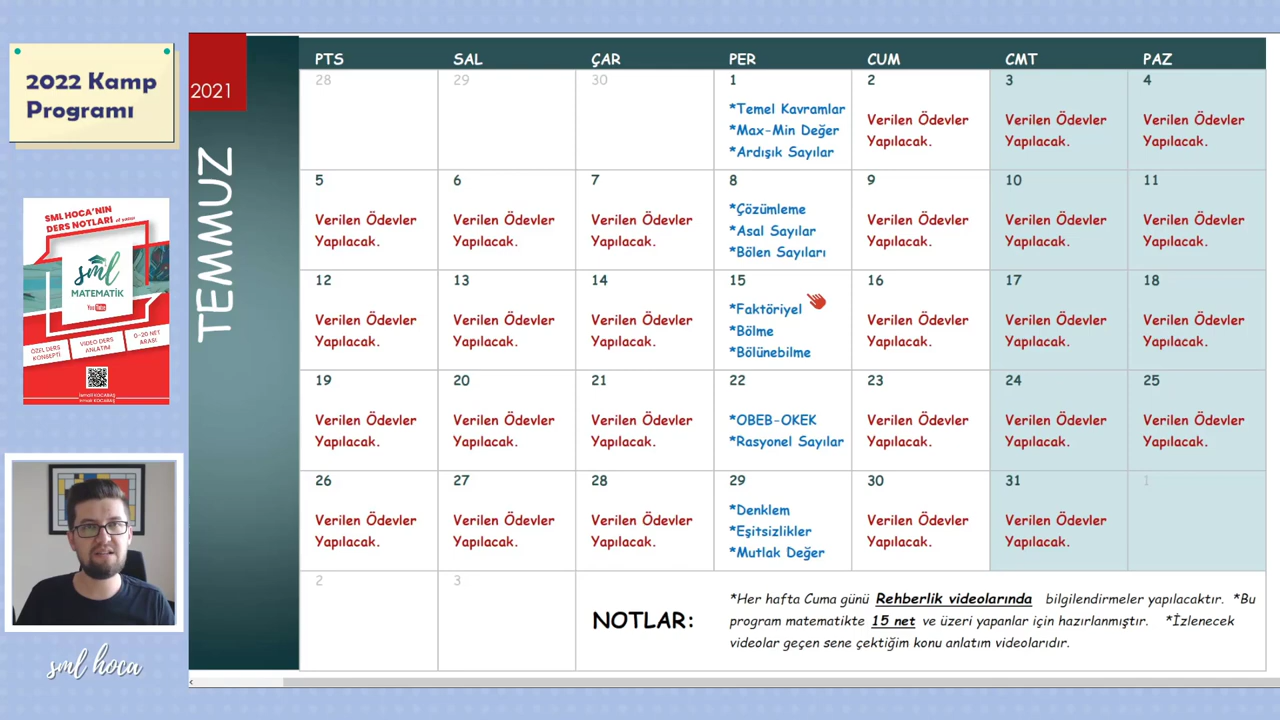 2022 Kamp
Programı
SML HOCA'NIN
DERS NOTLARI
sml
MATEMATİK
You Tube
ÖZEL DERS
KONSEPTİ
VIDEO DERS
ANLATIM
0-20 NET
ARASI
sml hoca
2021
TEMMUZ
PTS SAL ÇAR PER CUM CMT PAZ
28 29 30 1 2 3 4
*Temel Kavramlar
*Max-Min Değer
*Ardışık Sayılar
Verilen Ödevler
Yapılacak.
Verilen Ödevler
Yapılacak.
Verilen Ödevler
Yapılacak.
5 6 7 8 9 10 11
Verilen Ödevler
Yapılacak.
Verilen Ödevler
Yapılacak.
Verilen Ödevler
Yapılacak.
*Çözümleme
*Asal Sayılar
*Bölen Sayıları
Verilen Ödevler
Yapılacak.
Verilen Ödevler
Yapılacak.
Verilen Ödevler
Yapılacak.
12 13 14 15 16 17 18
Verilen Ödevler
Yapılacak.
Verilen Ödevler
Yapılacak.
Verilen Ödevler
Yapılacak.
*Faktöriyel
*Bölme
*Bölünebilme
Verilen Ödevler
Yapılacak.
Verilen Ödevler
Yapılacak.
Verilen Ödevler
Yapılacak.
19 20 21 22 23 24 25
Verilen Ödevler
Yapılacak.
Verilen Ödevler
Yapılacak.
Verilen Ödevler
Yapılacak.
*OBEB-OKEK
*Rasyonel Sayılar
Verilen Ödevler
Yapılacak.
Verilen Ödevler
Yapılacak.
Verilen Ödevler
Yapılacak.
26 27 28 29 30 31 1
Verilen Ödevler
Yapılacak.
Verilen Ödevler
Yapılacak.
Verilen Ödevler
Yapılacak.
*Denklem
*Eşitsizlikler
*Mutlak Değer
Verilen Ödevler
Yapılacak.
Verilen Ödevler
Yapılacak.
2 3
NOTLAR:
*Her hafta Cuma günü Rehberlik videolarında bilgilendirmeler yapılacaktır. *Bu
program matematikte 15 net ve üzeri yapanlar için hazırlanmıştır. *İzlenecek
videolar geçen sene çektiğim konu anlatım videolarıdır.